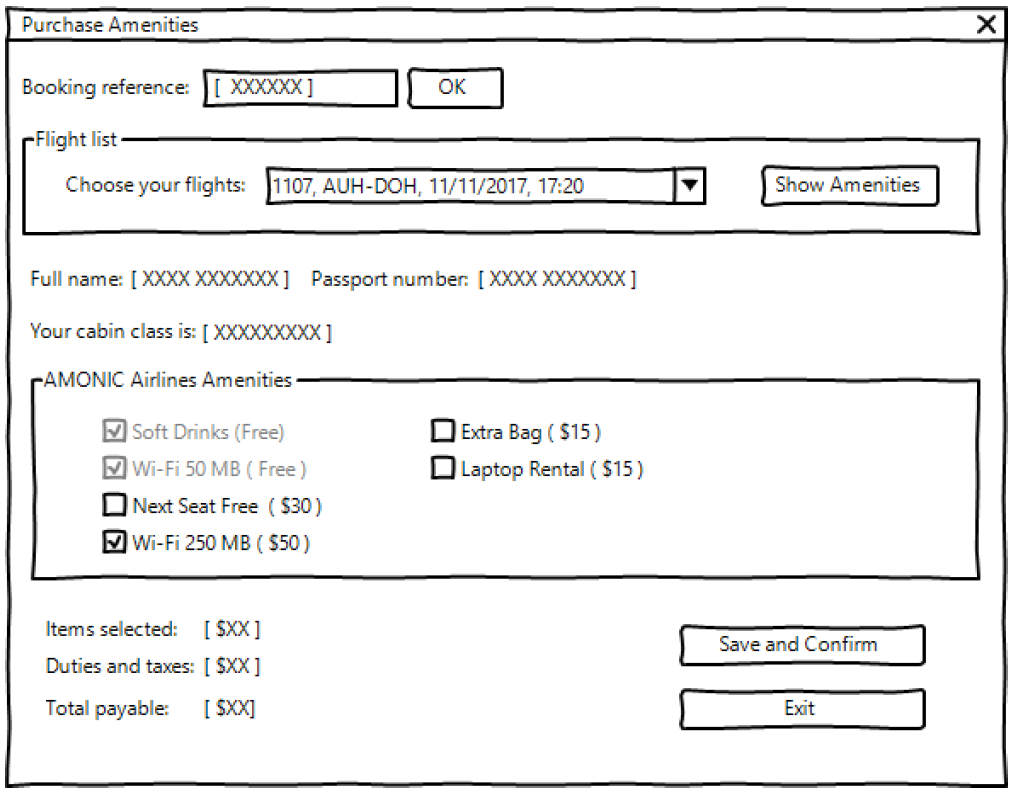 Purchase Amenities
Booking reference: [ XXXXXX ] OK
Flight list
Choose your flights: 1107, AUH-DOH, 11/11/2017, 17:20 Show Amenities
Full name: [ XXXX XXXXXXX ] Passport number: [ XXXX XXXXXXX ]
Your cabin class is: [ XXXXXXXXX ]
AMONIC Airlines Amenities
Soft Drinks (Free) Extra Bag ( $15 )
Wi-Fi 50 MB ( Free ) Laptop Rental ( $15 )
Next Seat Free ( $30 )
Wi-Fi 250 MB ( $50 )
Items selected: [ $XX ]
Save and Confirm
Duties and taxes: [ $XX ]
Total payable: [ $XX] Exit